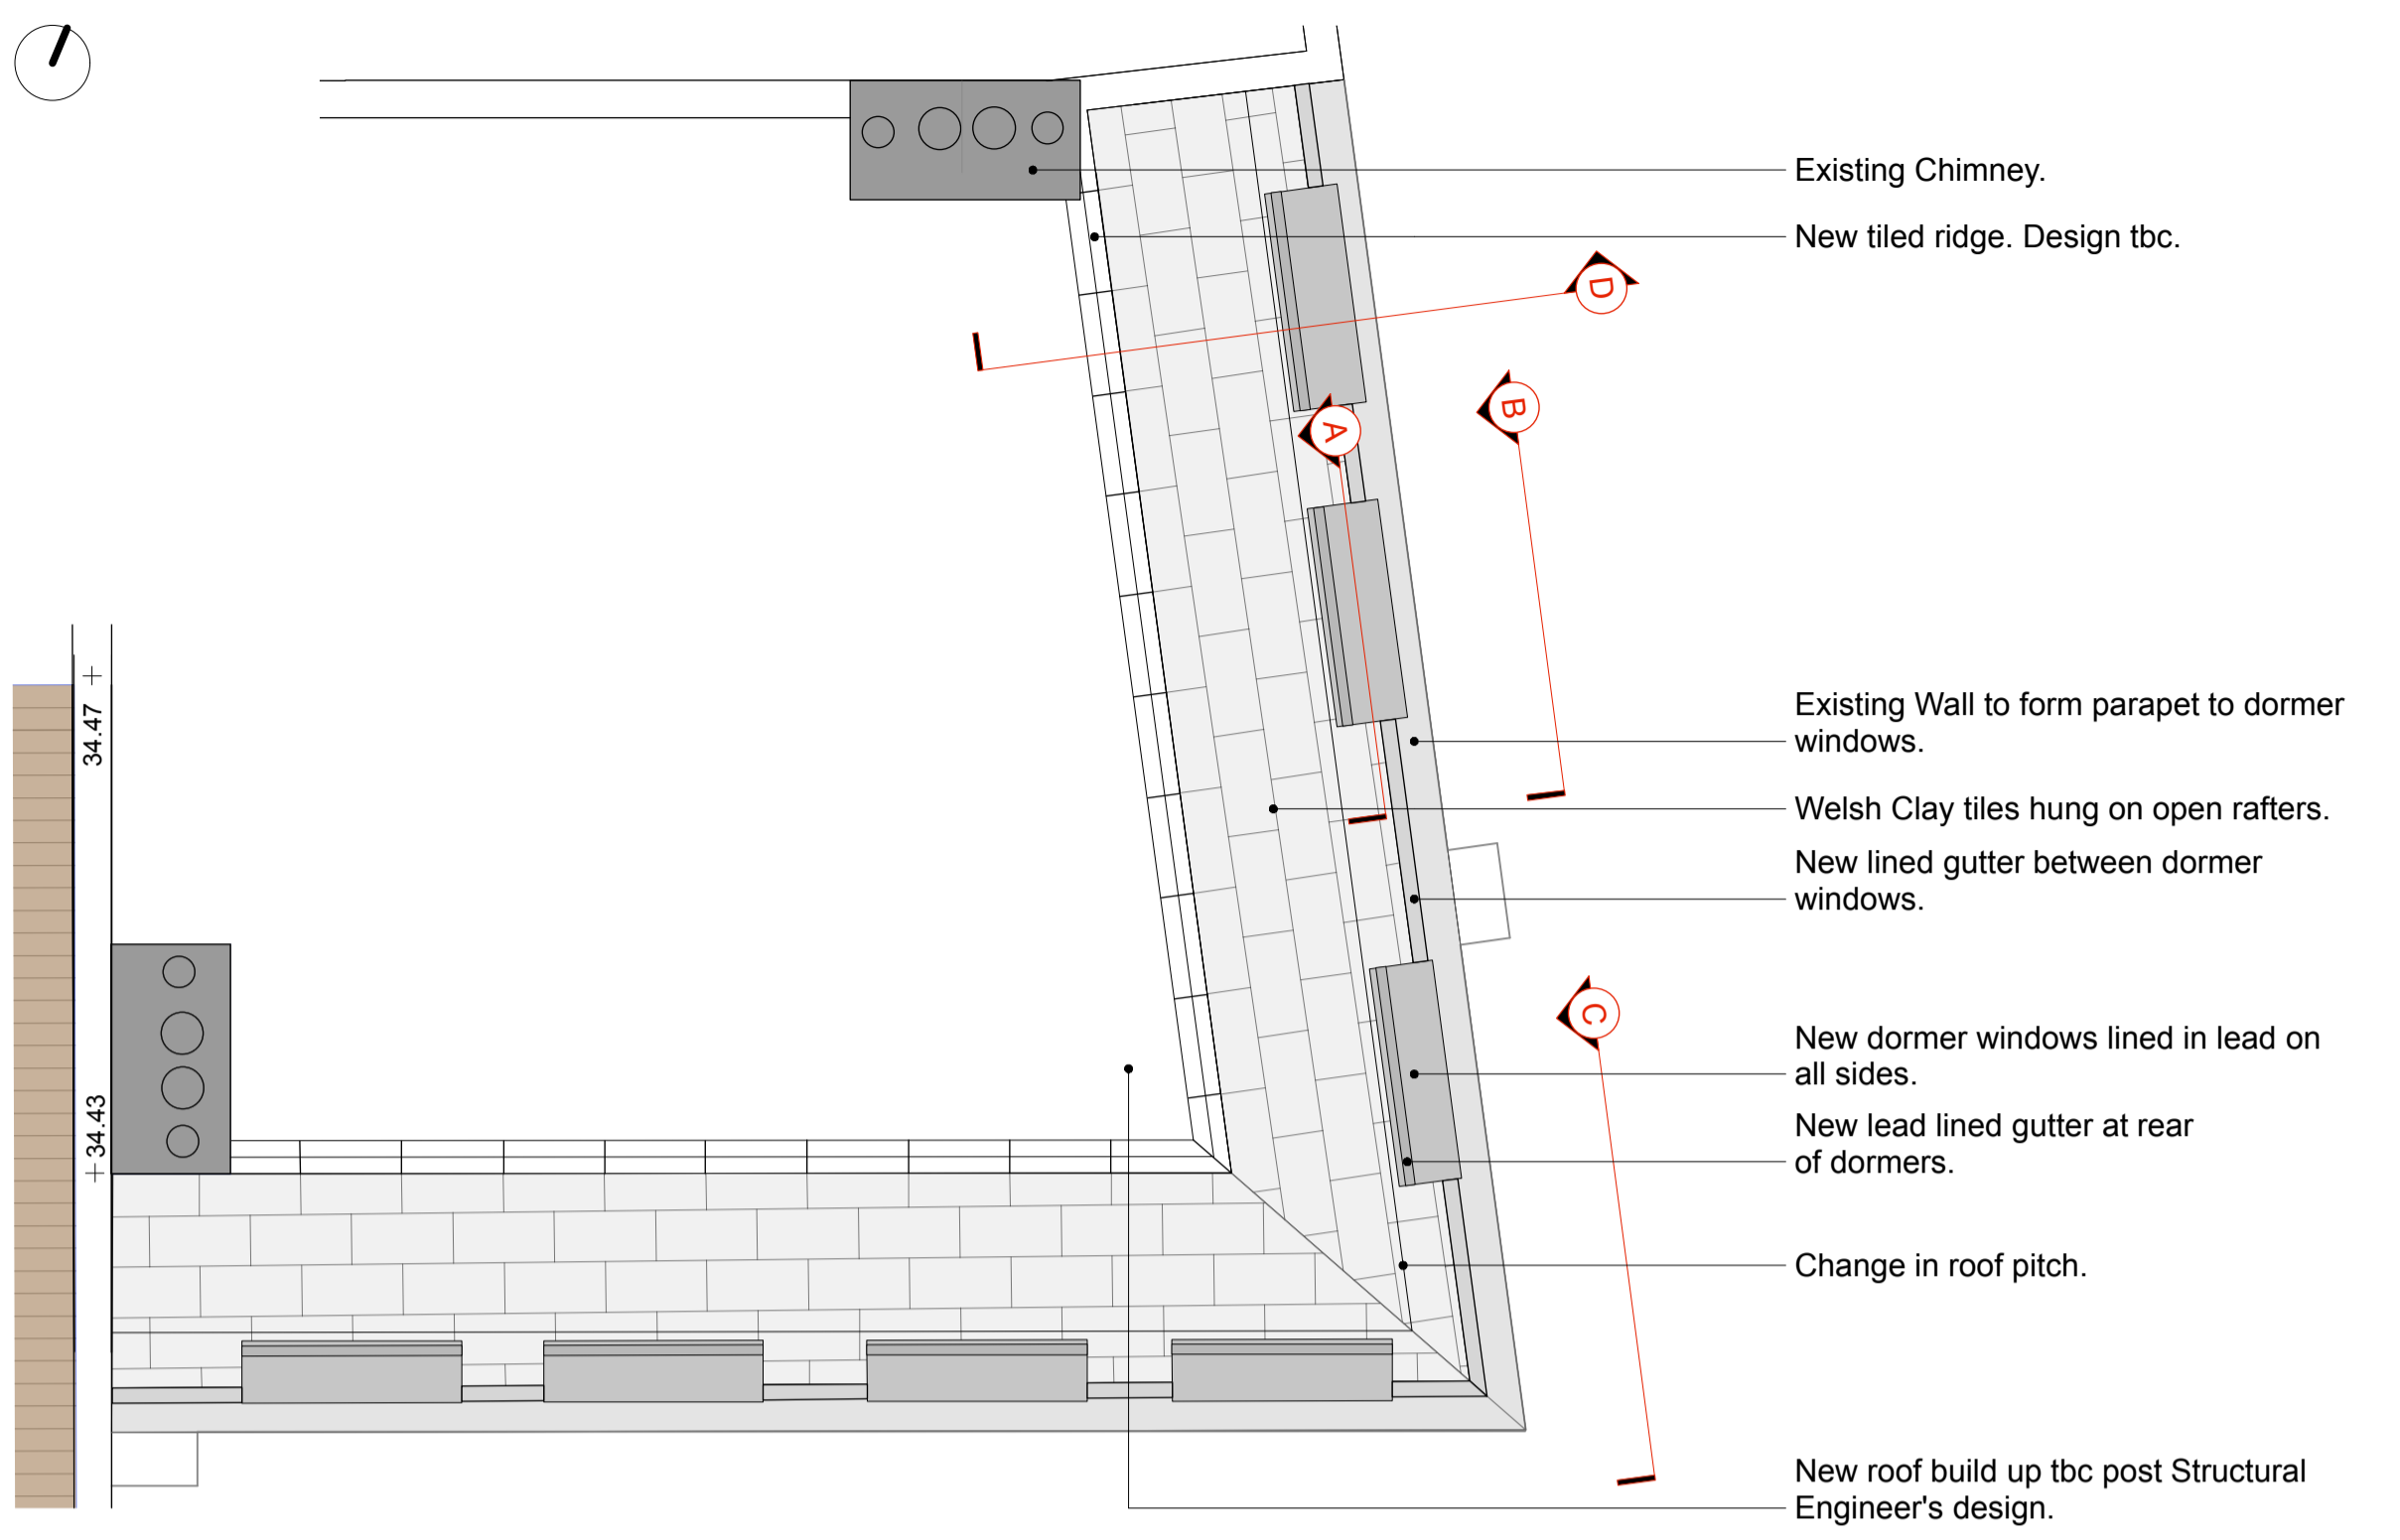 Existing Chimney.
New tiled ridge. Design tbc.
D
B
A
Existing Wall to form parapet to dormer
windows.
34.47
Welsh Clay tiles hung on open rafters.
New lined gutter between dormer
windows.
C
New dormer windows lined in lead on
all sides.
34.43
New lead lined gutter at rear
of dormers.
Change in roof pitch.
New roof build up tbc post Structural
Engineer's design.